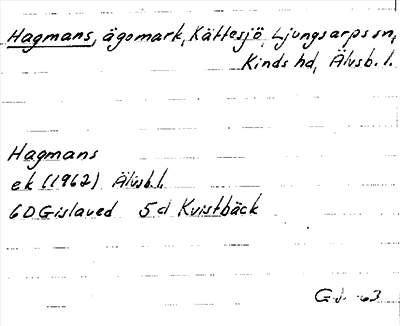 Hagmans, ägomark, Kättesjö, Ljungsarps sn,
Kinds hd, Älvsb. l.
Hagmans
ek (1962) Älvsb. l.
6D Gislaved 5d Kvistbäck
63